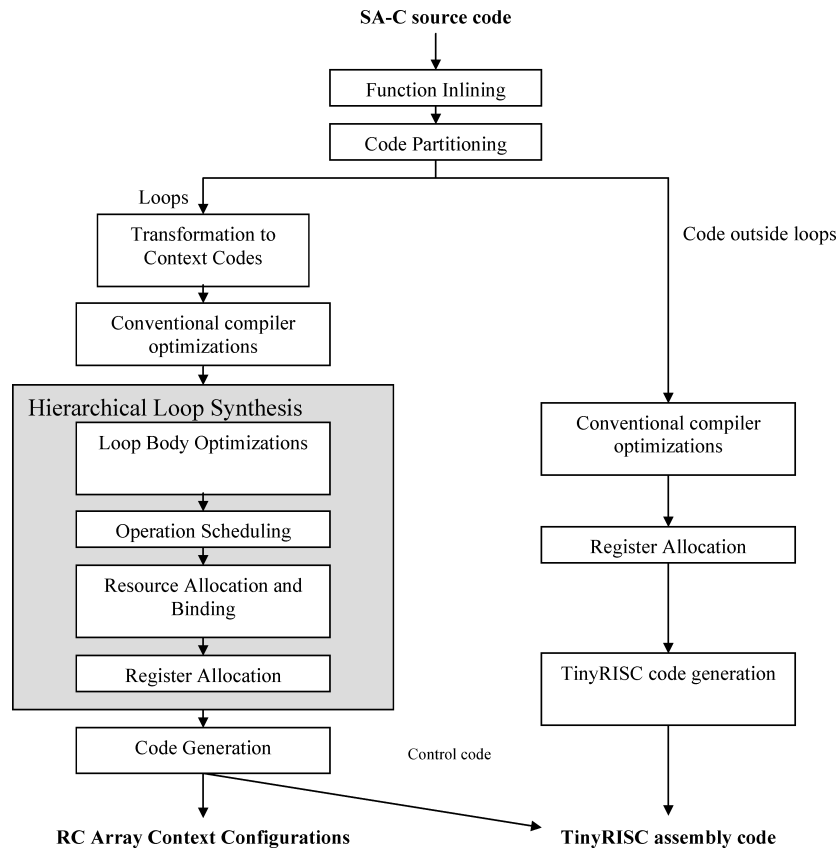 SA-C source code
Function Inlining
Code Partitioning
Loops
Transformation to
Context Codes
Code outside loops
Conventional compiler
optimizations
Hierarchical Loop Synthesis
Loop Body Optimizations
Operation Scheduling
Resource Allocation and
Binding
Register Allocation
Code Generation
Conventional compiler
optimizations
Register Allocation
TinyRISC code generation
Control code
RC Array Context Configurations
TinyRISC assembly code